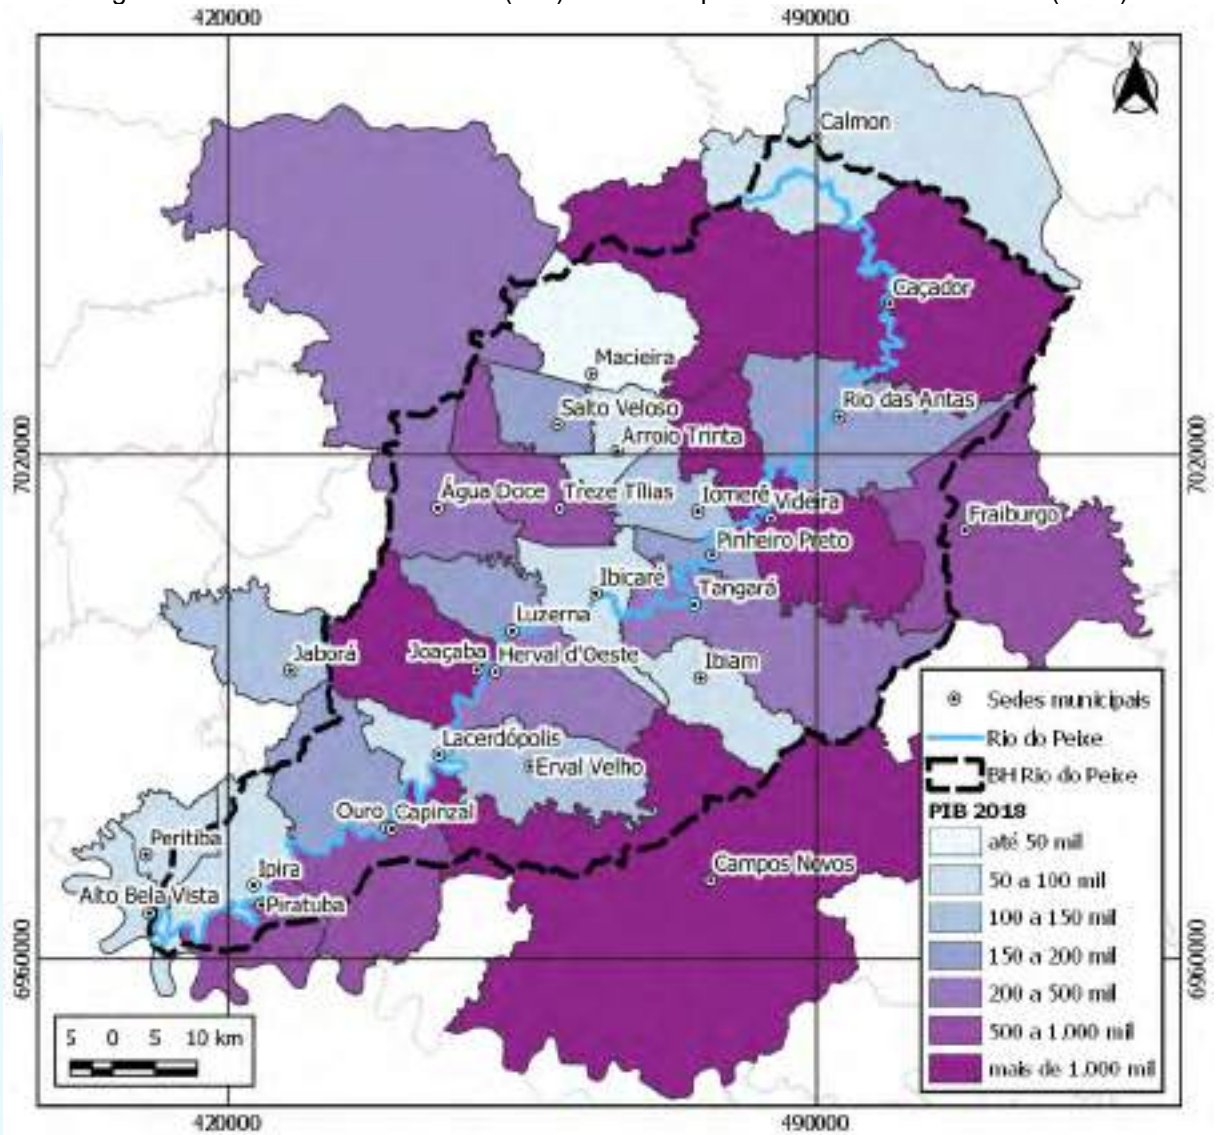 420000
490000
N
Calmon
Caçador
Macieira
Rio das Antas
Salto Veloso
Arroio Trinta
7020000
7020000
Água Doce
Treze Tílias
Iomerê
Videira
Fraiburgo
Pinheiro Preto
Ibicaré
Tangará
Luzerna
Jaborá
Joaçaba
Herval d'Oeste
Ibiam
Sedes municipais
Rio do Peixe
BH Rio do Peixe
PIB 2018
até 50 mil
50 a 100 mil
100 a 150 mil
150 a 200 mil
200 a 500 mil
500 a 1.000 mil
mais de 1.000 mil
Lacerdópolis
Erval Velho
Ouro
Capinzal
Peritiba
Campos Novos
Ipira
Alto Bela Vista
Piratuba
6960000
6960000
5 0 5 10 km
420000
490000